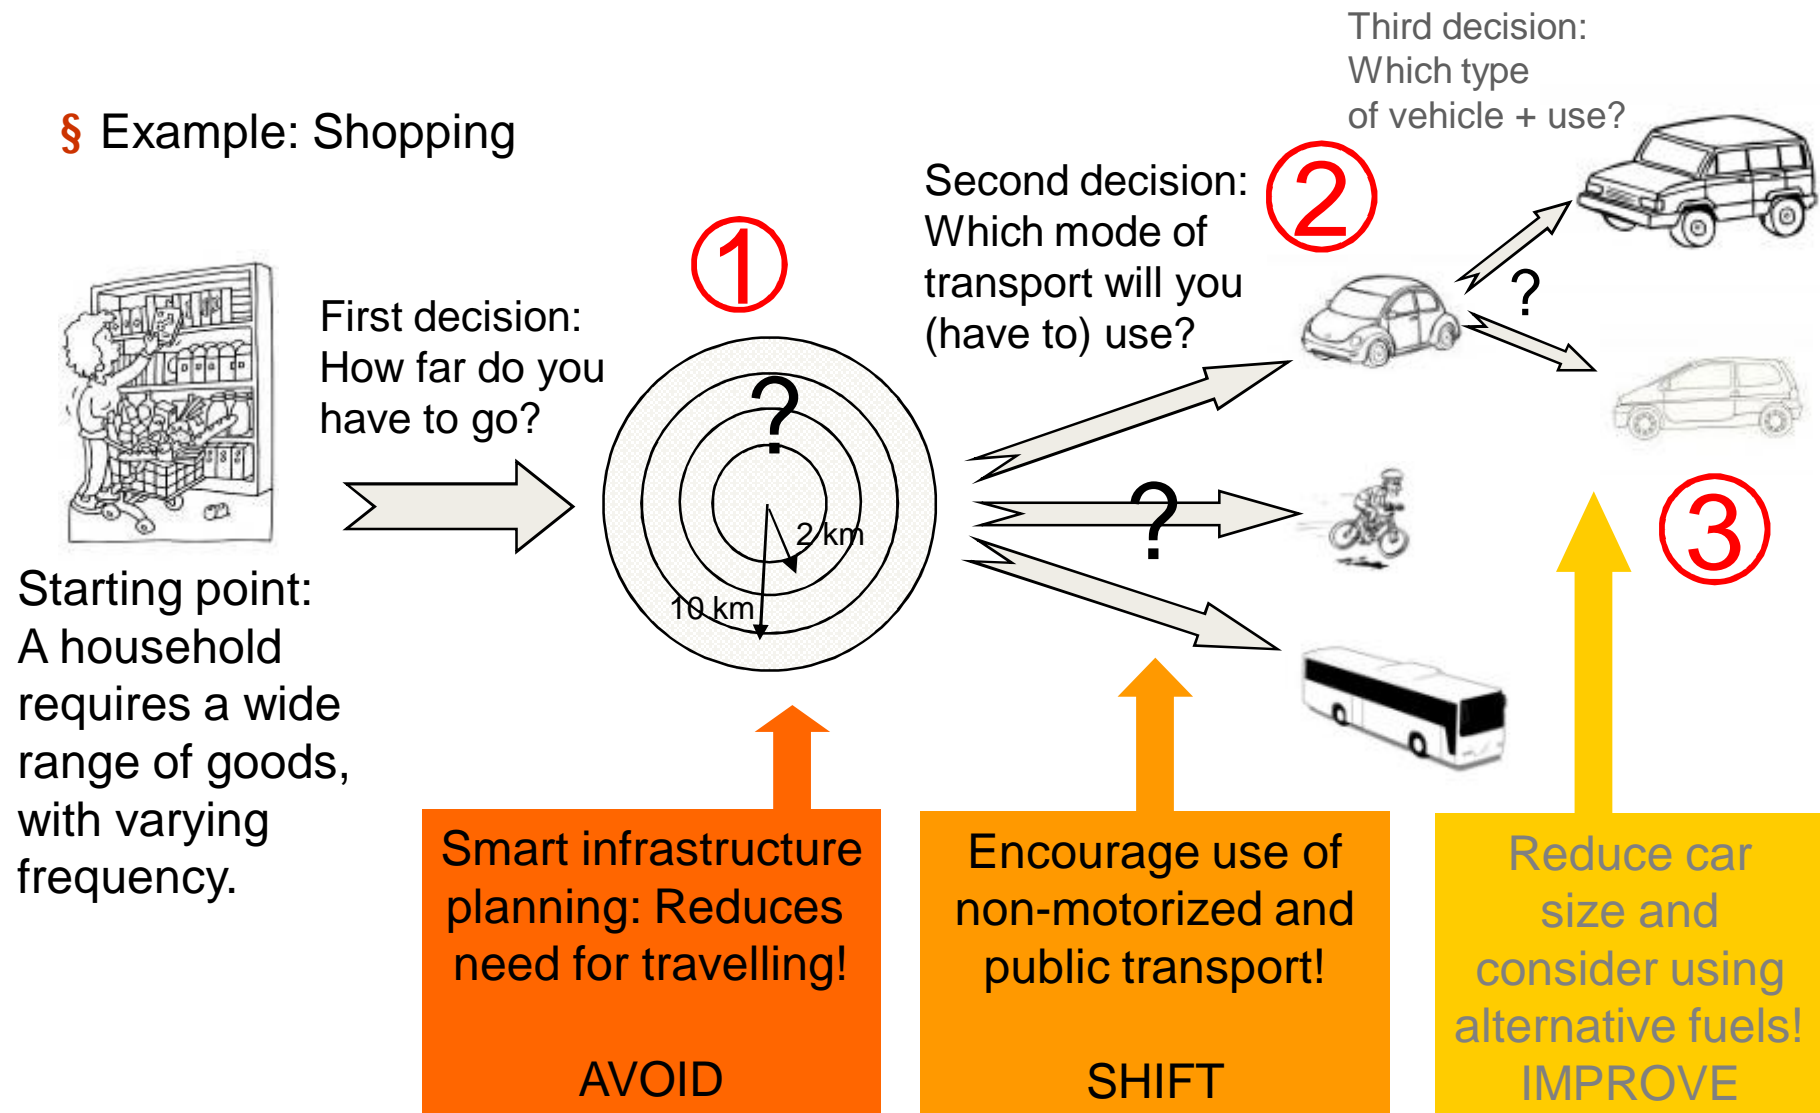 § Example: Shopping
Starting point:
A household
requires a wide
range of goods,
with varying
frequency.
First decision:
How far do you
have to go?
①
?
2 km
10 km
Second decision:
Which mode of
transport will you
(have to) use?
②
?
Third decision:
Which type
of vehicle + use?
?
③
Smart infrastructure
planning: Reduces
need for travelling!
AVOID
Encourage use of
non-motorized and
public transport!
SHIFT
Reduce car
size and
consider using
alternative fuels!
IMPROVE